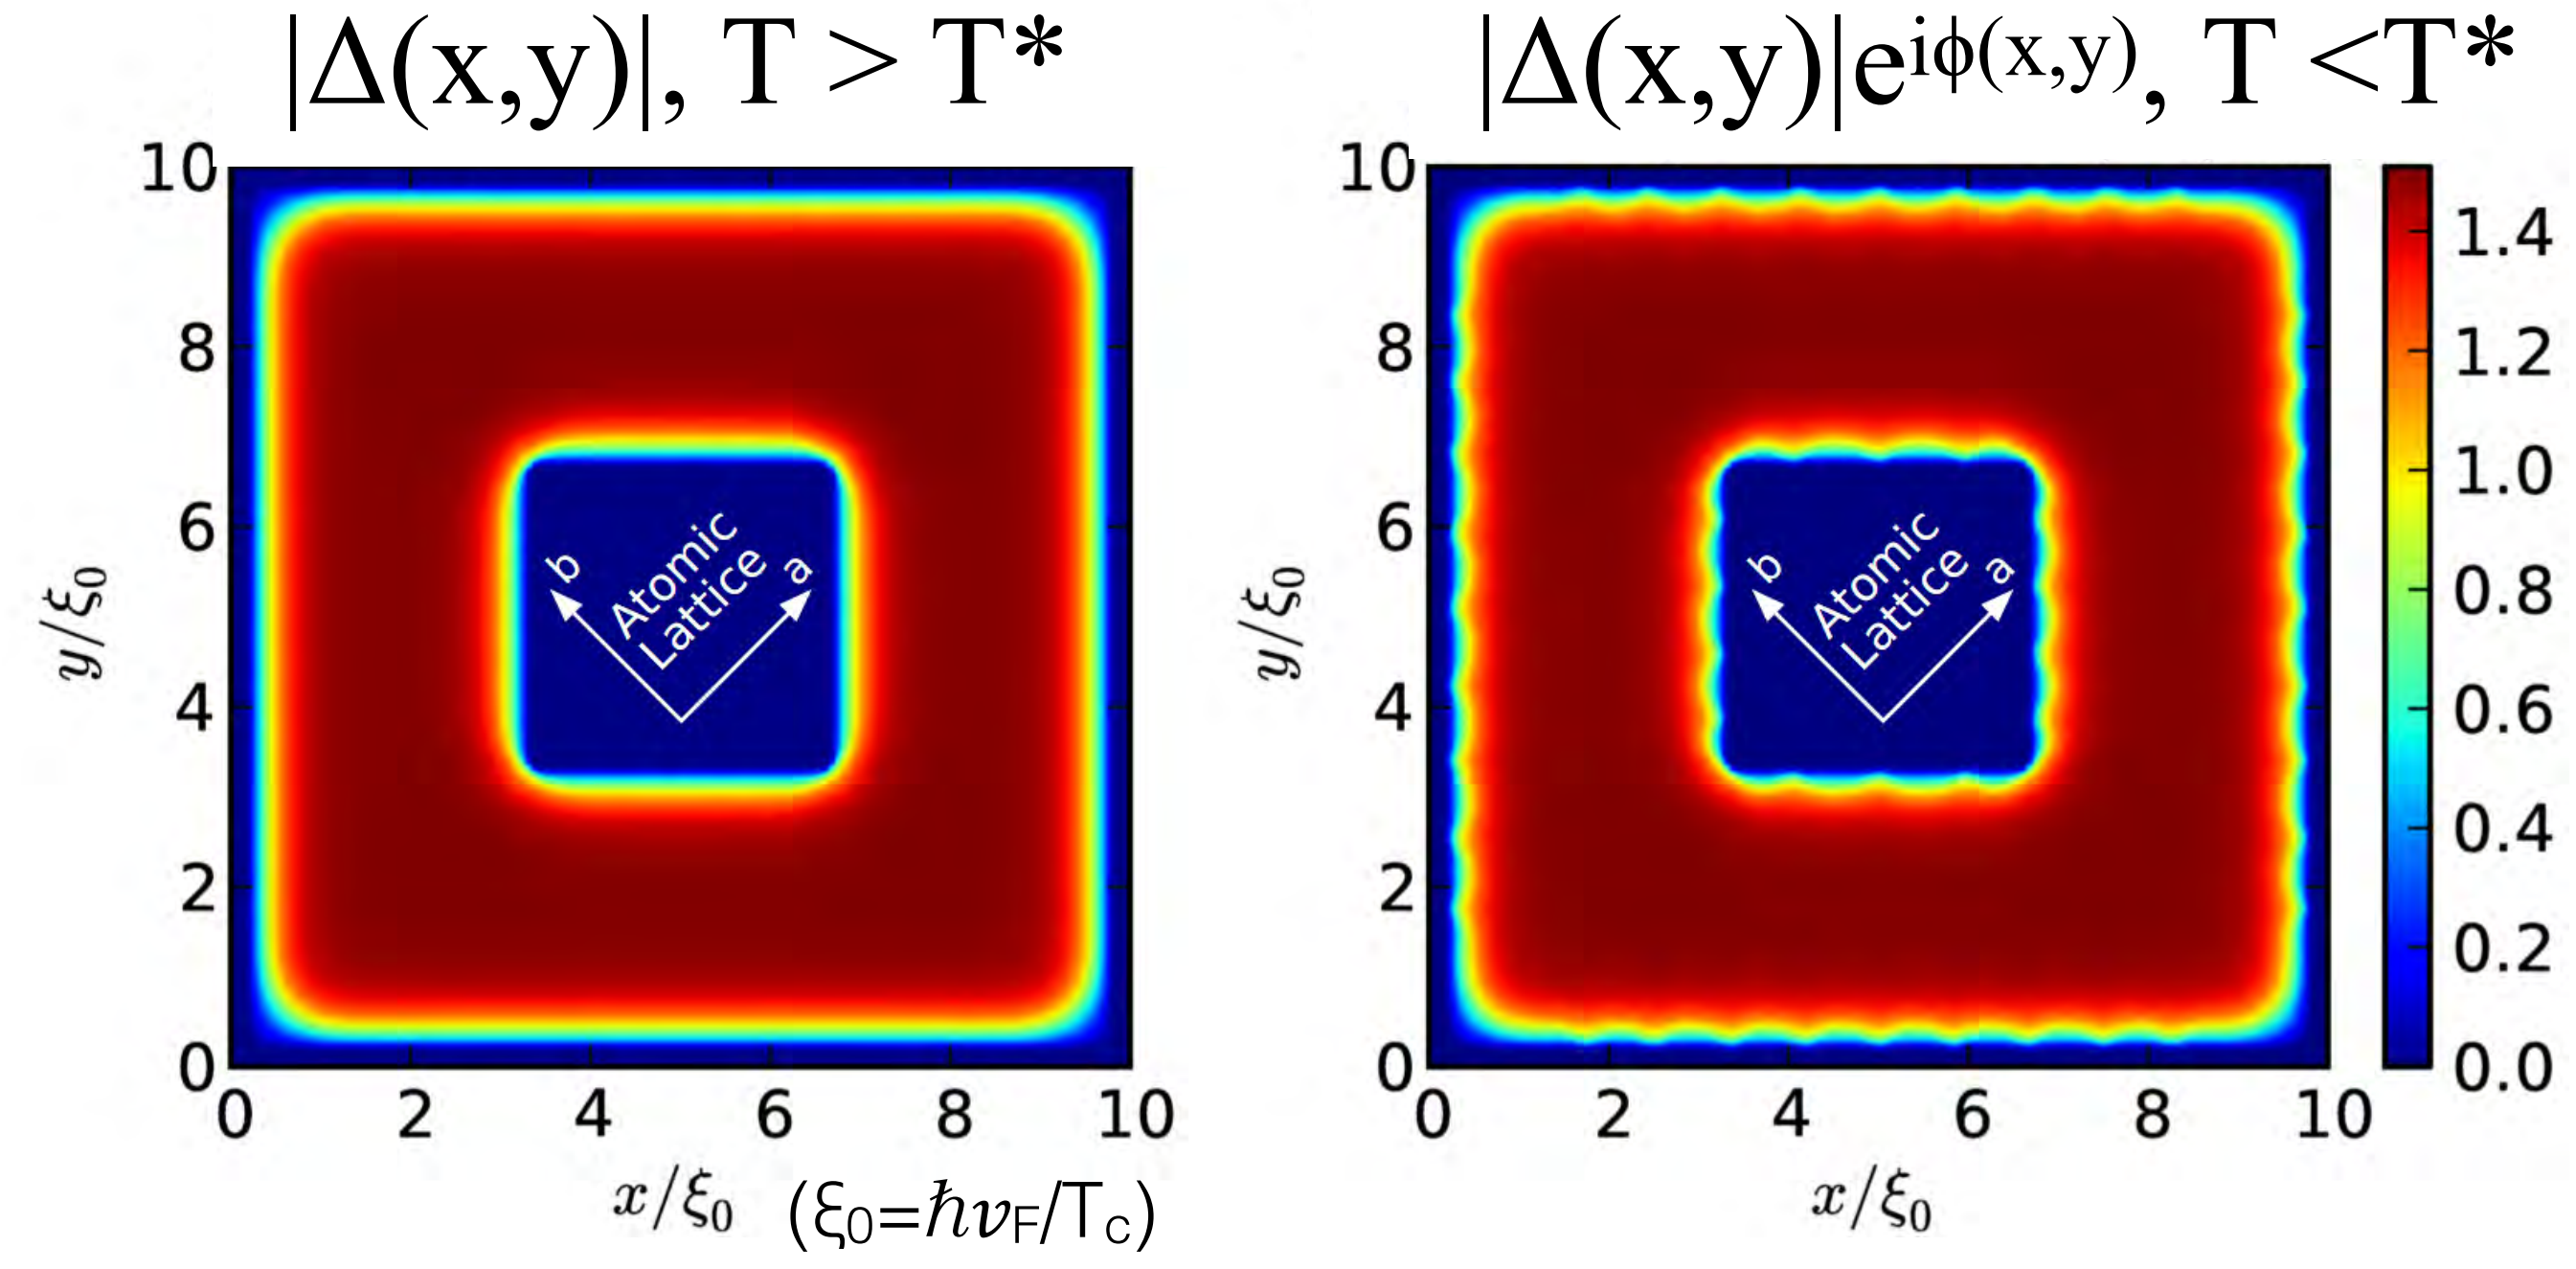 |Δ(x,y)|, T > T*
|Δ(x,y)|e^{iϕ(x,y)}, T <T*
10
8
6
4
2
0
y/ξ₀
b
Atomic
Lattice
a
0 2 4 6 8 10
x/ξ₀ (ξ₀=ℏvF/Tc)
10
8
6
4
2
0
y/ξ₀
b
Atomic
Lattice
a
0 2 4 6 8 10
x/ξ₀
1.4
1.2
1.0
0.8
0.6
0.4
0.2
0.0